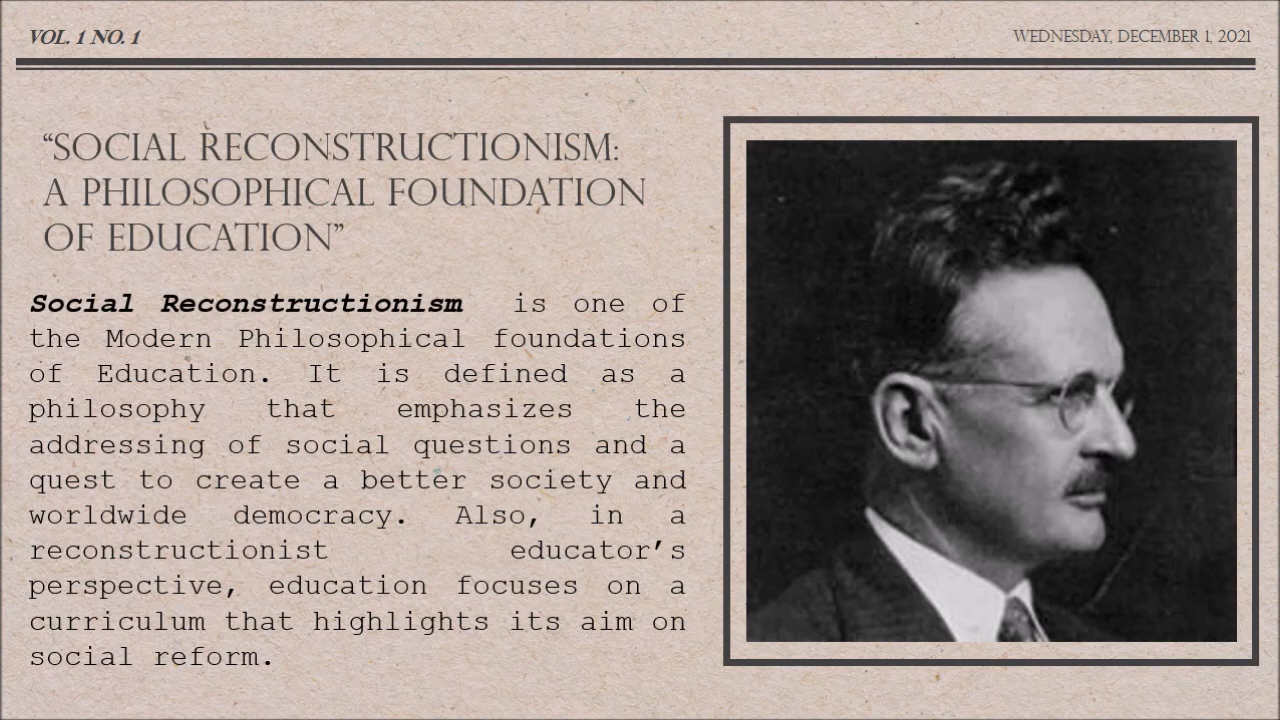 VOL. 1 NO. 1
WEDNESDAY, DECEMBER 1, 2021
“SOCIAL RECONSTRUCTIONISM:
A PHILOSOPHICAL FOUNDATION
OF EDUCATION”
Social Reconstructionism is one of
the Modern Philosophical foundations
of Education. It is defined as a
philosophy that emphasizes the
addressing of social questions and a
quest to create a better society and
worldwide democracy. Also, in a
reconstructionist educator’s
perspective, education focuses on a
curriculum that highlights its aim on
social reform.